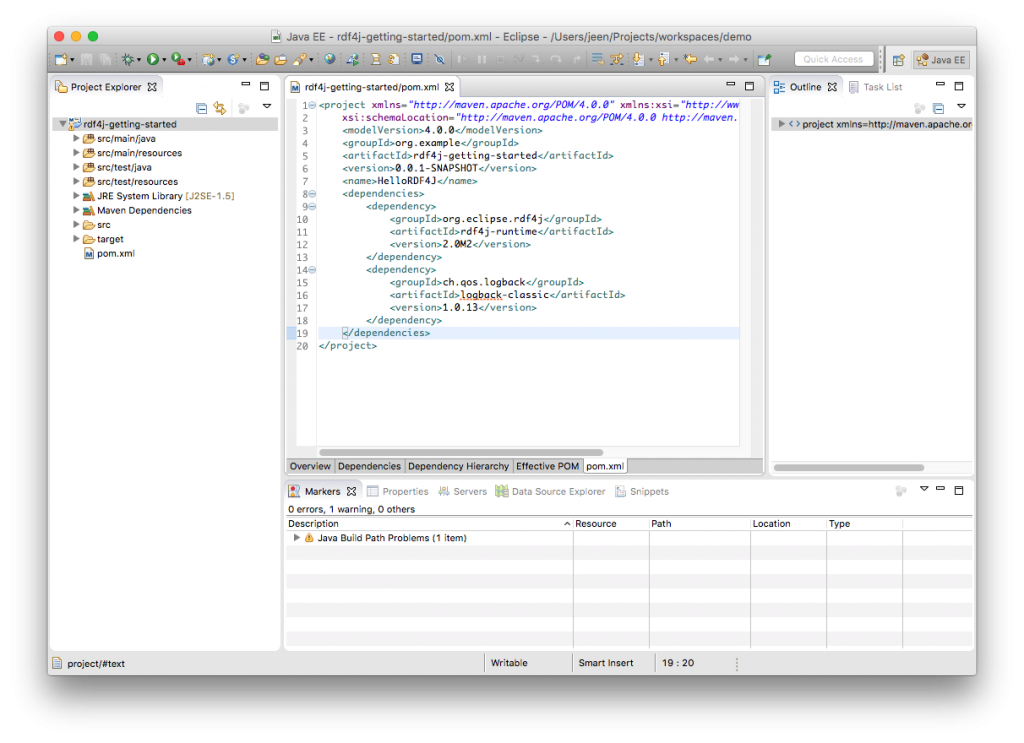 Java EE - rdf4j-getting-started/pom.xml - Eclipse - /Users/jeen/Projects/workspaces/demo
Quick Access
Java EE
Project Explorer
rdf4j-getting-started
src/main/java
src/main/resources
src/test/java
src/test/resources
JRE System Library [J2SE-1.5]
Maven Dependencies
src
target
pom.xml
rdf4j-getting-started/pom.xml
1 <project xmlns="http://maven.apache.org/POM/4.0.0" xmlns:xsi="http://ww
2 xsi:schemaLocation="http://maven.apache.org/POM/4.0.0 http://maven.
3 <modelVersion>4.0.0</modelVersion>
4 <groupId>org.example</groupId>
5 <artifactId>rdf4j-getting-started</artifactId>
6 <version>0.0.1-SNAPSHOT</version>
7 <name>HelloRDF4J</name>
8 <dependencies>
9 <dependency>
10 <groupId>org.eclipse.rdf4j</groupId>
11 <artifactId>rdf4j-runtime</artifactId>
12 <version>2.0M2</version>
13 </dependency>
14 <dependency>
15 <groupId>ch.qos.logback</groupId>
16 <artifactId>logback-classic</artifactId>
17 <version>1.0.13</version>
18 </dependency>
19 </dependencies>
20 </project>
Overview Dependencies Dependency Hierarchy Effective POM pom.xml
Outline Task List
project xmlns=http://maven.apache.or
Markers Properties Servers Data Source Explorer Snippets
0 errors, 1 warning, 0 others
Description Resource Path Location Type
Java Build Path Problems (1 item)
project/#text Writable Smart Insert 19 : 20